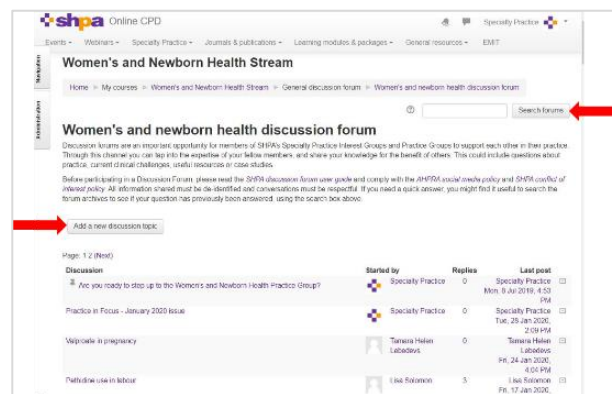 shpa Online CPD
Specialty Practice
Events Webinars Specialty Practice Journals & publications Learning modules & packages General resources EMIT
Navigation
Administration
Women's and Newborn Health Stream
Home My courses Women's and Newborn Health Stream General discussion forum Women's and newborn health discussion forum
Search forums
Women's and newborn health discussion forum
Discussion forums are an important opportunity for members of SHPA's Specialty Practice Interest Groups and Practice Groups to support each other in their practice.
Through this channel you can tap into the expertise of your fellow members, and share your knowledge for the benefit of others. This could include questions about
practice, current clinical challenges, useful resources or case studies.
Before participating in a Discussion Forum, please read the SHPA discussion forum user guide and comply with the AHPRA social media policy and SHPA conflict of
interest policy. All information shared must be de-identified and conversations must be respectful. If you need a quick answer, you might find it useful to search the
forum archives to see if your question has previously been answered, using the search box above.
Add a new discussion topic
Page: 1 2 (Next)
Discussion Started by Replies Last post
Are you ready to step up to the Women's and Newborn Health Practice Group? Specialty Practice 0 Specialty Practice
Mon, 8 Jul 2019, 4:53
PM
Practice in Focus - January 2020 issue Specialty Practice 0 Specialty Practice
Tue, 28 Jan 2020,
2:09 PM
Valproate in pregnancy Tamara Helen 0 Tamara Helen
Lebedevs Lebedevs
Fri, 24 Jan 2020,
4:04 PM
Pethidine use in labour Lisa Solomon 3 Lisa Solomon
Fri, 17 Jan 2020,